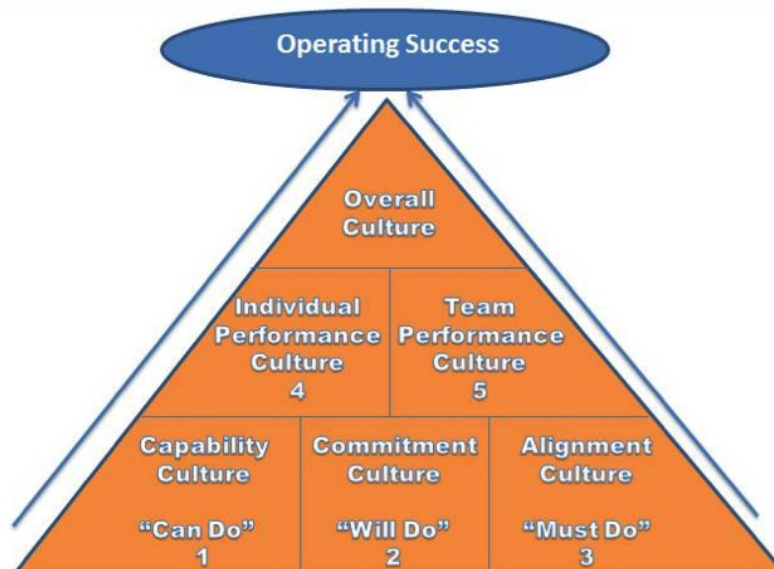 Operating Success
Overall
Culture
Individual
Performance
Culture
4
Team
Performance
Culture
5
Capability
Culture
“Can Do”
1
Commitment
Culture
“Will Do”
2
Alignment
Culture
“Must Do”
3